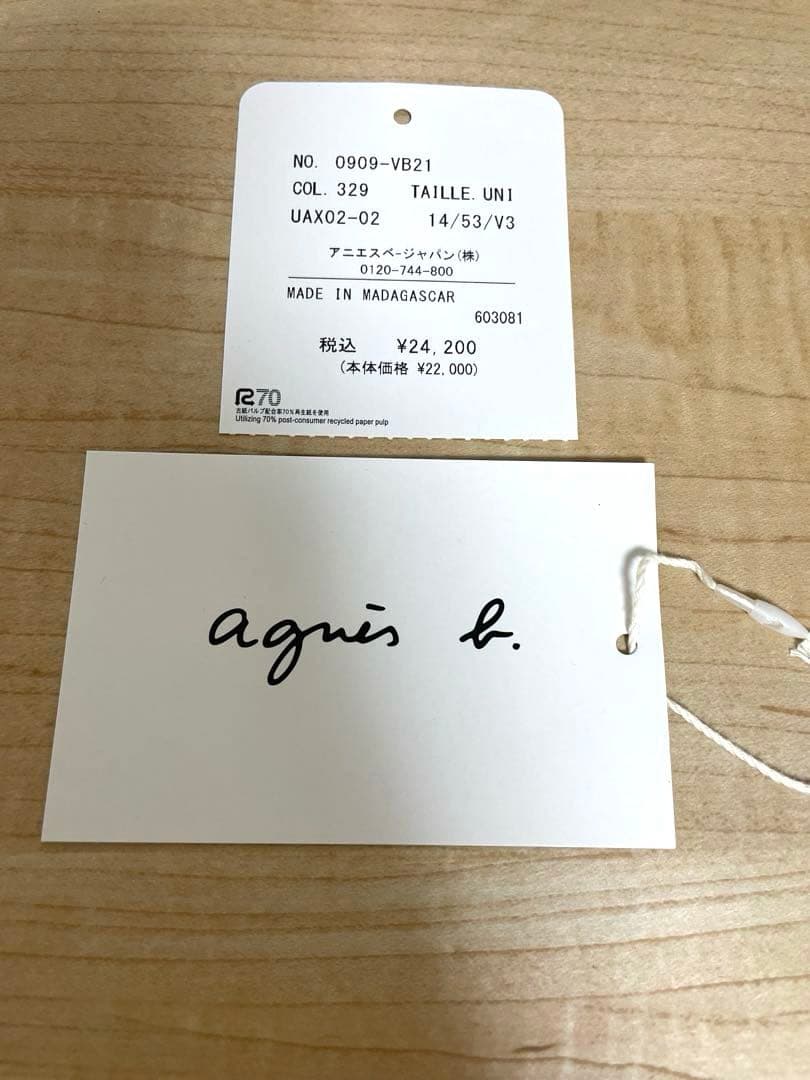 NO. 0909-VB21
COL. 329 TAILLE. UNI
UAX02-02 14/53/V3
アニエスベージャパン(株)
0120-744-800
MADE IN MADAGASCAR
603081
税込 ¥24,200
(本体価格 ¥22,000)
R70
古紙パルプ配合率70%再生紙を使用
Utilizing 70% post-consumer recycled paper pulp
agnès b.